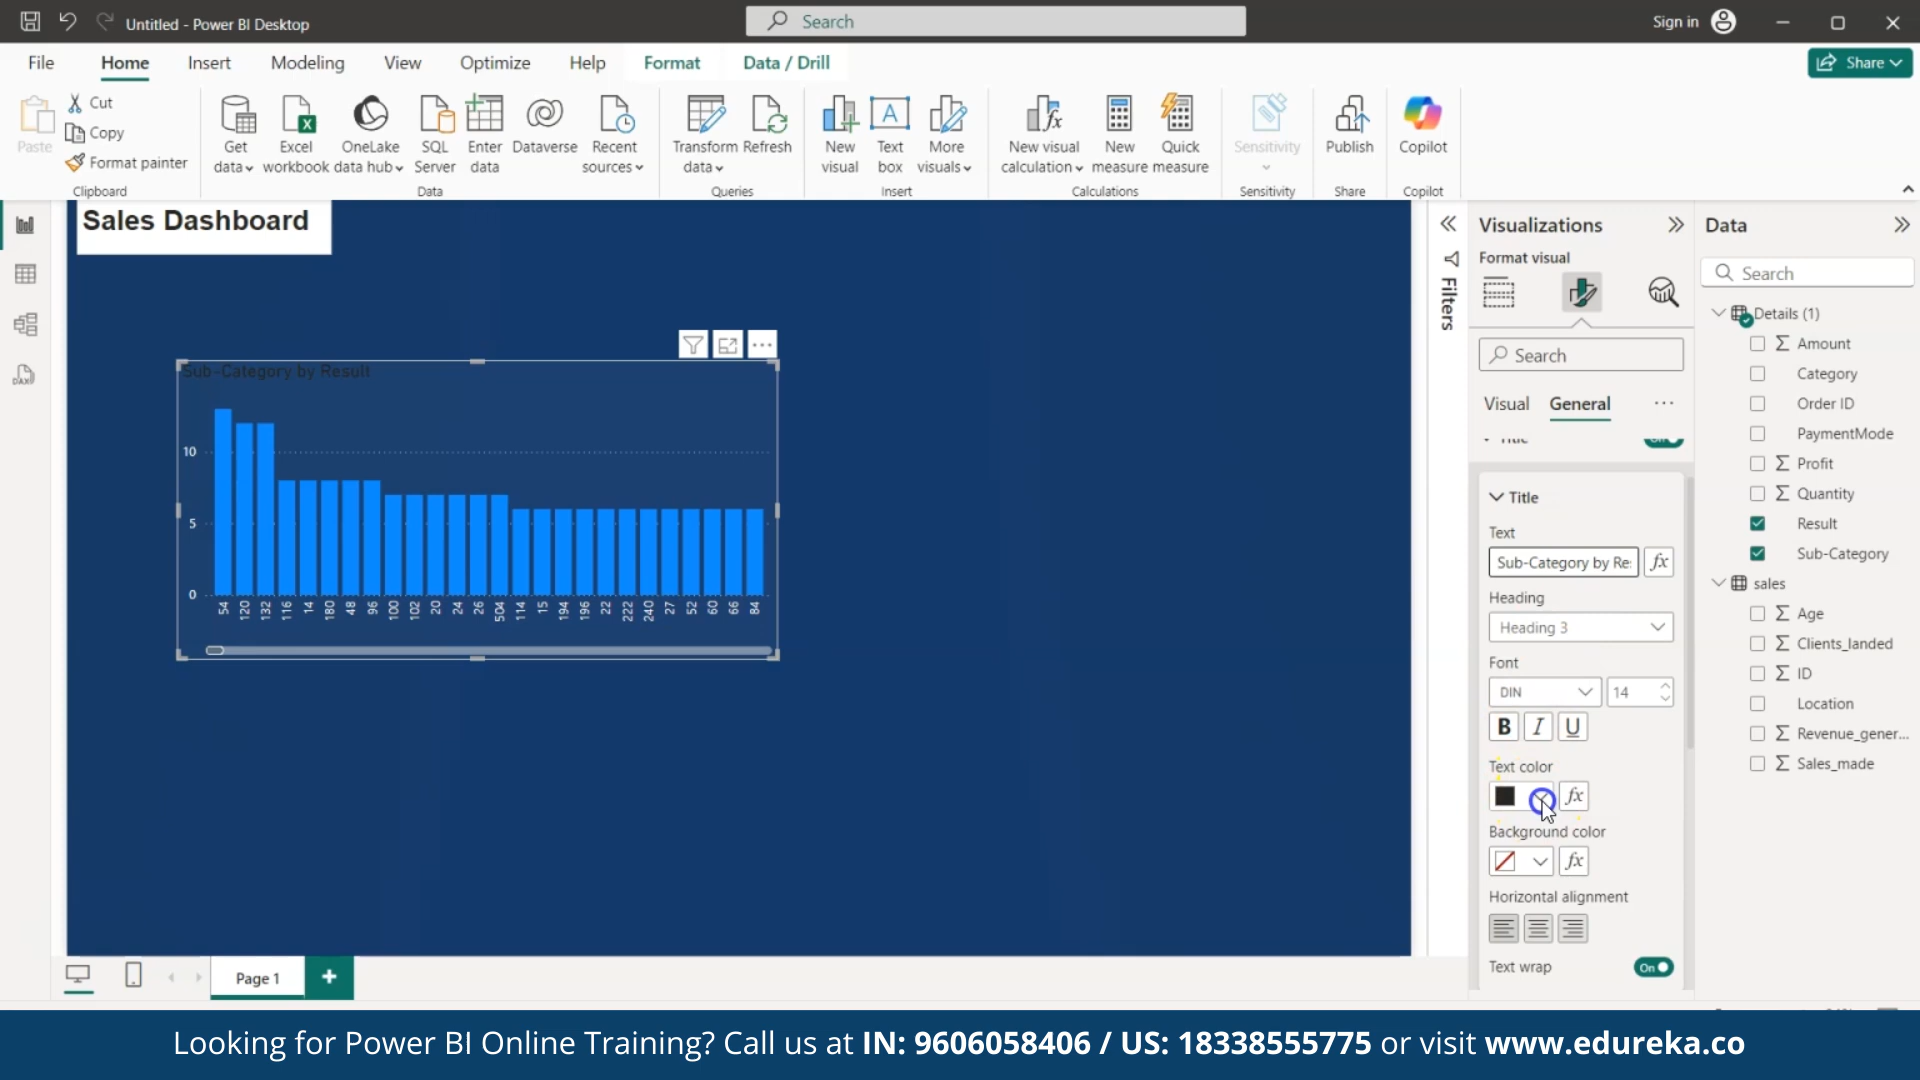 Untitled - Power BI Desktop
Search
Sign in
File
Home
Insert
Modeling
View
Optimize
Help
Format
Data / Drill
Share
Paste
Cut
Copy
Format painter
Get data
Excel workbook
OneLake data hub
SQL Server
Enter data
Dataverse
Recent sources
Transform data
Refresh
New visual
A
Text box
More visuals
New visual calculation
New measure
Quick measure
Sensitivity
Publish
Copilot
Clipboard
Data
Queries
Insert
Calculations
Sensitivity
Share
Copilot
Sales Dashboard
Sub-Category by Result
10
5
0
54
120
132
116
14
180
48
96
100
102
20
24
26
504
114
15
194
196
22
222
240
27
52
60
66
84
Page 1
Filters
Visualizations
Format visual
Search
Visual
General
Title
Text
Sub-Category by Re
fx
Heading
Heading 3
Font
DIN
14
B
I
U
Text color
fx
Background color
fx
Horizontal alignment
Text wrap
On
Data
Search
Details (1)
Amount
Category
Order ID
PaymentMode
Profit
Quantity
Result
Sub-Category
sales
Age
Clients_landed
ID
Location
Revenue_gener...
Sales_made
Looking for Power BI Online Training? Call us at IN: 9606058406 / US: 18338555775 or visit www.edureka.co